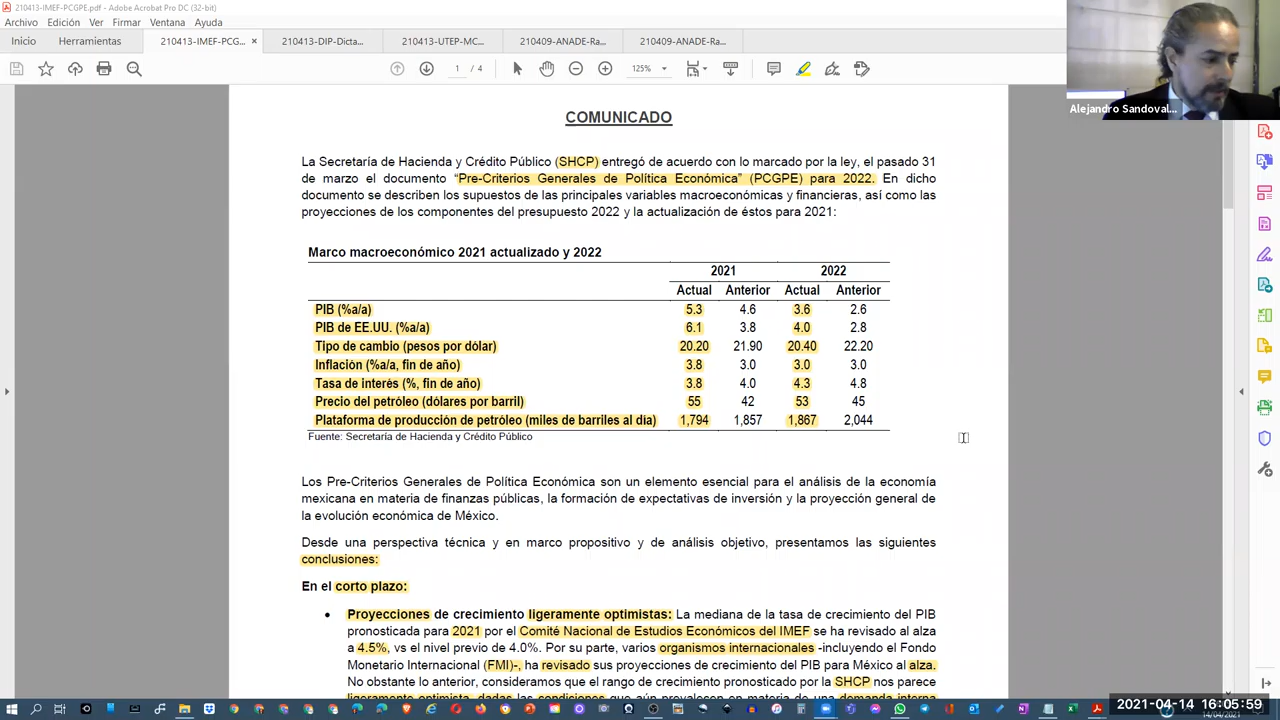 210413-IMEF-PCGPE.pdf - Adobe Acrobat Pro DC (32-bit)
Archivo Edición Ver Firmar Ventana Ayuda
Inicio Herramientas 210413-IMEF-PCG... × 210413-DIP-Dicta... 210413-UTEP-MC... 210409-ANADE-Ra... 210409-ANADE-Ra...
1 / 4 125%
Alejandro Sandoval...
COMUNICADO
La Secretaría de Hacienda y Crédito Público (SHCP) entregó de acuerdo con lo marcado por la ley, el pasado 31
de marzo el documento “Pre-Criterios Generales de Política Económica” (PCGPE) para 2022. En dicho
documento se describen los supuestos de las principales variables macroeconómicas y financieras, así como las
proyecciones de los componentes del presupuesto 2022 y la actualización de éstos para 2021:
Marco macroeconómico 2021 actualizado y 2022
2021 2022
Actual Anterior Actual Anterior
PIB (%a/a) 5.3 4.6 3.6 2.6
PIB de EE.UU. (%a/a) 6.1 3.8 4.0 2.8
Tipo de cambio (pesos por dólar) 20.20 21.90 20.40 22.20
Inflación (%a/a, fin de año) 3.8 3.0 3.0 3.0
Tasa de interés (%, fin de año) 3.8 4.0 4.3 4.8
Precio del petróleo (dólares por barril) 55 42 53 45
Plataforma de producción de petróleo (miles de barriles al día) 1,794 1,857 1,867 2,044
Fuente: Secretaría de Hacienda y Crédito Público
Los Pre-Criterios Generales de Política Económica son un elemento esencial para el análisis de la economía
mexicana en materia de finanzas públicas, la formación de expectativas de inversión y la proyección general de
la evolución económica de México.
Desde una perspectiva técnica y en marco propositivo y de análisis objetivo, presentamos las siguientes
conclusiones:
En el corto plazo:
• Proyecciones de crecimiento ligeramente optimistas: La mediana de la tasa de crecimiento del PIB
pronosticada para 2021 por el Comité Nacional de Estudios Económicos del IMEF se ha revisado al alza
a 4.5%, vs el nivel previo de 4.0%. Por su parte, varios organismos internacionales -incluyendo el Fondo
Monetario Internacional (FMI)-, ha revisado sus proyecciones de crecimiento del PIB para México al alza.
No obstante lo anterior, consideramos que el rango de crecimiento pronosticado por la SHCP nos parece
ligeramente optimista, dadas las condiciones que aún prevalecen en materia de una demanda interna
2021-04-14 16:05:59
14/04/2021